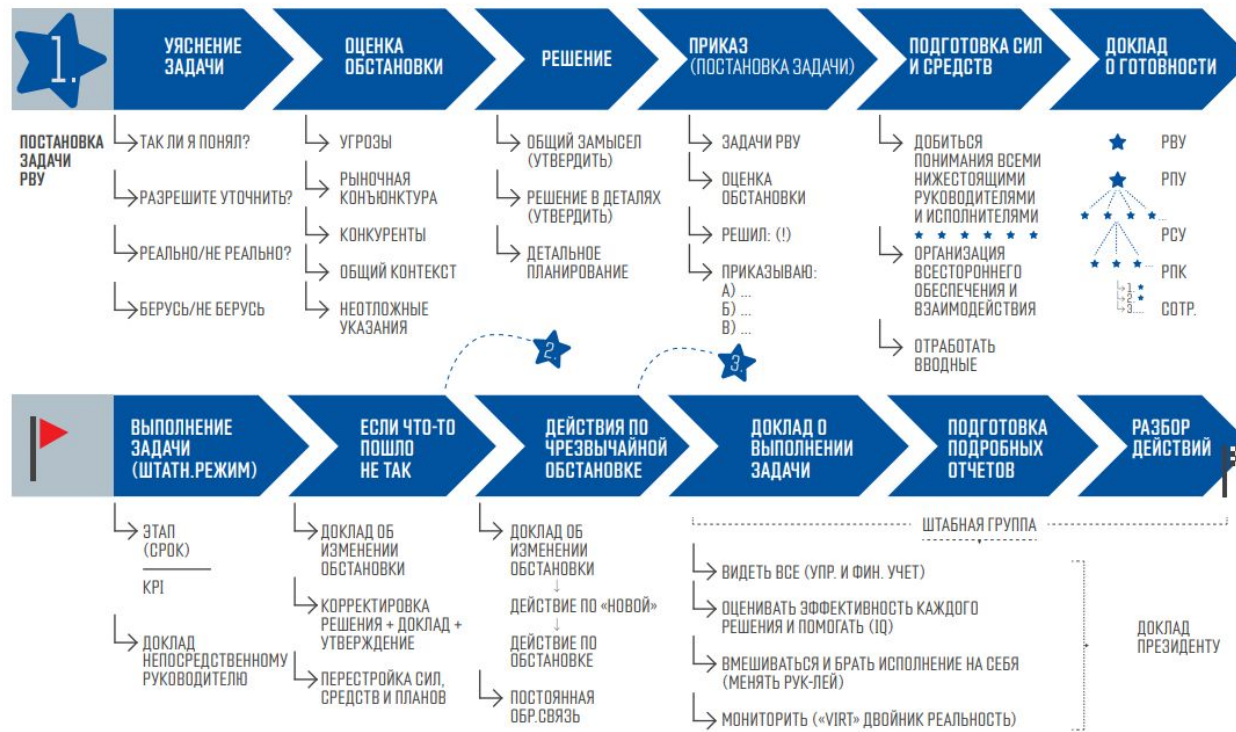 1.
УЯСНЕНИЕ
ЗАДАЧИ
ОЦЕНКА
ОБСТАНОВКИ
РЕШЕНИЕ
ПРИКАЗ
(ПОСТАНОВКА ЗАДАЧИ)
ПОДГОТОВКА СИЛ
И СРЕДСТВ
ДОКЛАД
О ГОТОВНОСТИ
ПОСТАНОВКА
ЗАДАЧИ
РВУ
ТАК ЛИ Я ПОНЯЛ?
РАЗРЕШИТЕ УТОЧНИТЬ?
РЕАЛЬНО/НЕ РЕАЛЬНО?
БЕРУСЬ/НЕ БЕРУСЬ
УГРОЗЫ
РЫНОЧНАЯ
КОНЪЮНКТУРА
КОНКУРЕНТЫ
ОБЩИЙ КОНТЕКСТ
НЕОТЛОЖНЫЕ
УКАЗАНИЯ
ОБЩИЙ ЗАМЫСЕЛ
(УТВЕРДИТЬ)
РЕШЕНИЕ В ДЕТАЛЯХ
(УТВЕРДИТЬ)
ДЕТАЛЬНОЕ
ПЛАНИРОВАНИЕ
ЗАДАЧИ РВУ
ОЦЕНКА
ОБСТАНОВКИ
РЕШИЛ: (!)
ПРИКАЗЫВАЮ:
А) ...
Б) ...
В) ...
ДОБИТЬСЯ
ПОНИМАНИЯ ВСЕМИ
НИЖЕСТОЯЩИМИ
РУКОВОДИТЕЛЯМИ
И ИСПОЛНИТЕЛЯМИ
ОРГАНИЗАЦИЯ
ВСЕСТОРОННЕГО
ОБЕСПЕЧЕНИЯ И
ВЗАИМОДЕЙСТВИЯ
ОТРАБОТАТЬ
ВВОДНЫЕ
РВУ
РПУ
РСУ
РПК
1.
2.
3....
СОТР.
2.
3.
ВЫПОЛНЕНИЕ
ЗАДАЧИ
(ШТАТН.РЕЖИМ)
ЕСЛИ ЧТО-ТО
ПОШЛО
НЕ ТАК
ДЕЙСТВИЯ ПО
ЧРЕЗВЫЧАЙНОЙ
ОБСТАНОВКЕ
ДОКЛАД О
ВЫПОЛНЕНИИ
ЗАДАЧИ
ПОДГОТОВКА
ПОДРОБНЫХ
ОТЧЕТОВ
РАЗБОР
ДЕЙСТВИЙ
ЭТАП
(СРОК)
KPI
ДОКЛАД
НЕПОСРЕДСТВЕННОМУ
РУКОВОДИТЕЛЮ
ДОКЛАД ОБ
ИЗМЕНЕНИИ
ОБСТАНОВКИ
КОРРЕКТИРОВКА
РЕШЕНИЯ + ДОКЛАД +
УТВЕРЖДЕНИЕ
ПЕРЕСТРОЙКА СИЛ,
СРЕДСТВ И ПЛАНОВ
ДОКЛАД ОБ
ИЗМЕНЕНИИ
ОБСТАНОВКИ
ДЕЙСТВИЕ ПО «НОВОЙ»
ДЕЙСТВИЕ ПО
ОБСТАНОВКЕ
ПОСТОЯННАЯ
ОБР.СВЯЗЬ
ШТАБНАЯ ГРУППА
ВИДЕТЬ ВСЕ (УПР. И ФИН. УЧЕТ)
ОЦЕНИВАТЬ ЭФФЕКТИВНОСТЬ КАЖДОГО
РЕШЕНИЯ И ПОМОГАТЬ (IQ)
ВМЕШИВАТЬСЯ И БРАТЬ ИСПОЛНЕНИЕ НА СЕБЯ
(МЕНЯТЬ РУК-ЛЕЙ)
МОНИТОРИТЬ («VIRT» ДВОЙНИК РЕАЛЬНОСТЬ)
ДОКЛАД
ПРЕЗИДЕНТУ